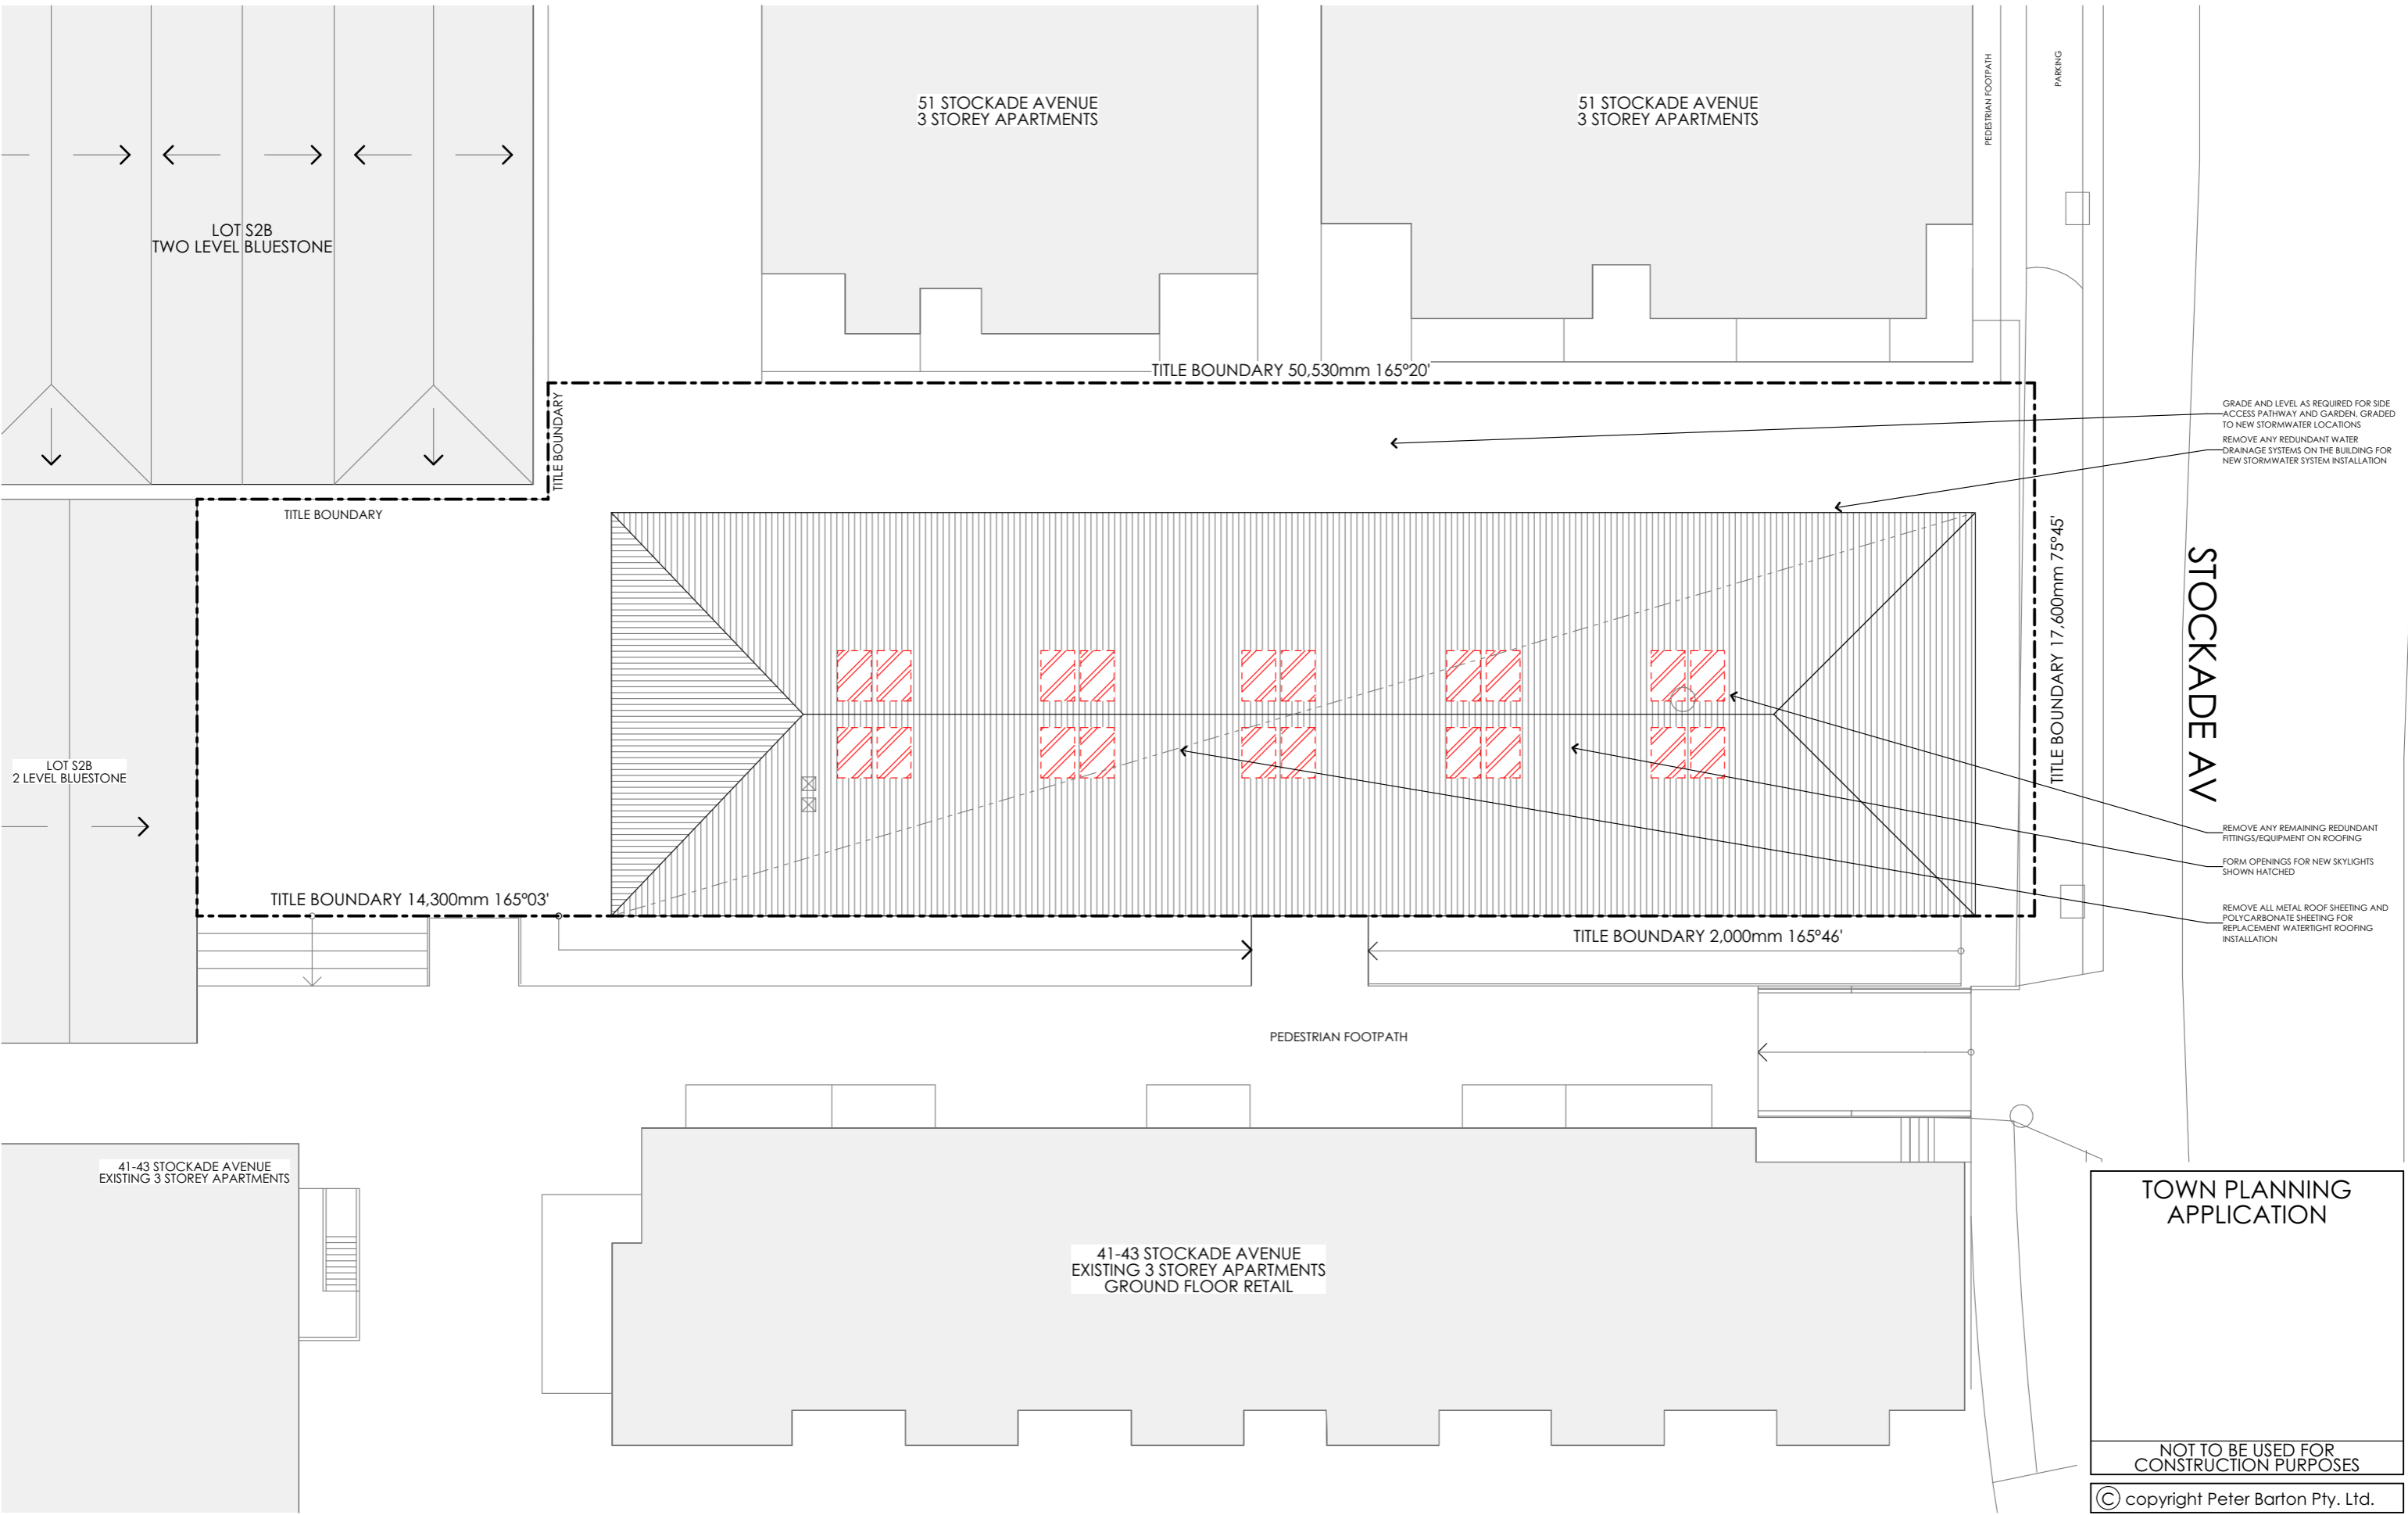 51 STOCKADE AVENUE
3 STOREY APARTMENTS
51 STOCKADE AVENUE
3 STOREY APARTMENTS
PEDESTRIAN FOOTPATH
PARKING
LOT S2B
TWO LEVEL BLUESTONE
TITLE BOUNDARY 50,530mm 165°20'
TITLE BOUNDARY
TITLE BOUNDARY
GRADE AND LEVEL AS REQUIRED FOR SIDE
ACCESS PATHWAY AND GARDEN, GRADED
TO NEW STORMWATER LOCATIONS
REMOVE ANY REDUNDANT WATER
DRAINAGE SYSTEMS ON THE BUILDING FOR
NEW STORMWATER SYSTEM INSTALLATION
TITLE BOUNDARY 17,600mm 75°45'
STOCKADE AV
LOT S2B
2 LEVEL BLUESTONE
REMOVE ANY REMAINING REDUNDANT
FITTINGS/EQUIPMENT ON ROOFING
FORM OPENINGS FOR NEW SKYLIGHTS
SHOWN HATCHED
REMOVE ALL METAL ROOF SHEETING AND
POLYCARBONATE SHEETING FOR
REPLACEMENT WATERTIGHT ROOFING
INSTALLATION
TITLE BOUNDARY 14,300mm 165°03'
TITLE BOUNDARY 2,000mm 165°46'
PEDESTRIAN FOOTPATH
41-43 STOCKADE AVENUE
EXISTING 3 STOREY APARTMENTS
41-43 STOCKADE AVENUE
EXISTING 3 STOREY APARTMENTS
GROUND FLOOR RETAIL
TOWN PLANNING
APPLICATION
NOT TO BE USED FOR
CONSTRUCTION PURPOSES
© copyright Peter Barton Pty. Ltd.